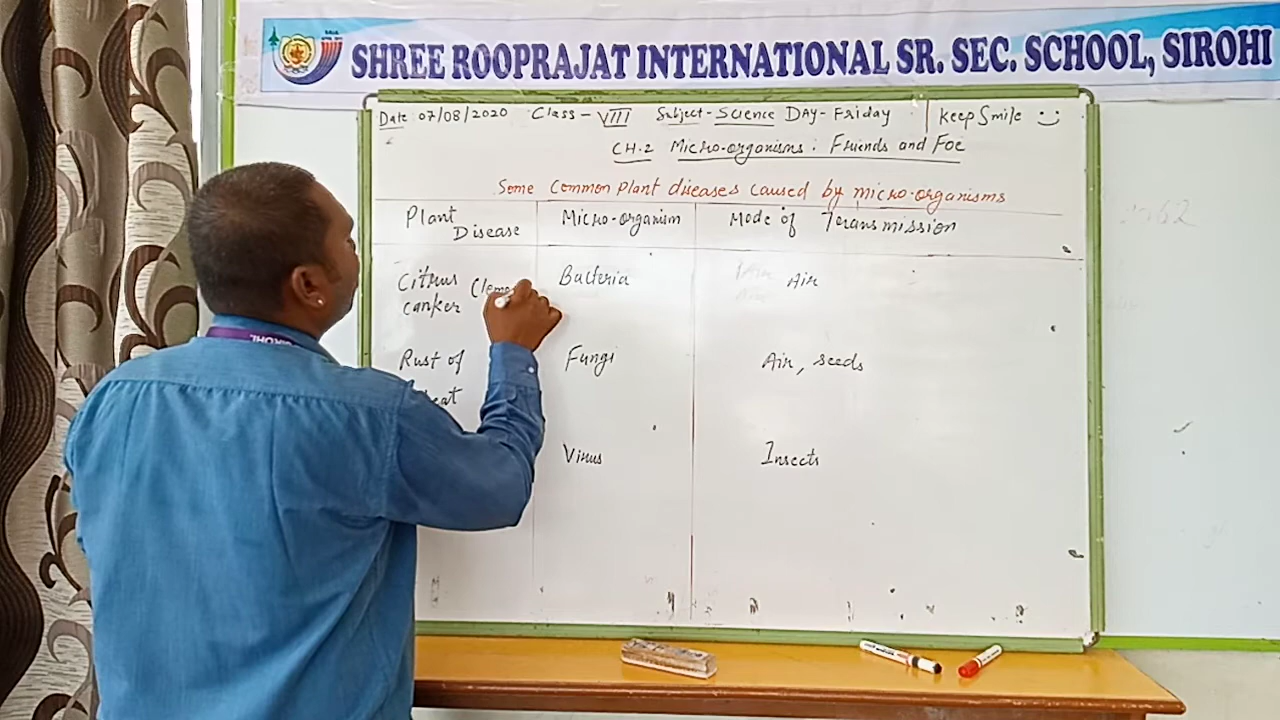 SHREE ROOPRAJAT INTERNATIONAL SR. SEC. SCHOOL, SIROHI
Date 07/08/2020 Class - VIII Subject - Science DAY - Friday Keep Smile
CH.2 Micro-organisms : Friends and Foe
Some Common Plant diseases caused by micro-organisms
Plant Disease
Micro-organism
Mode of Transmission
Citrus canker
Bacteria
Air
Rust of
Fungi
Air, seeds
Virus
Insects
SIROHI.